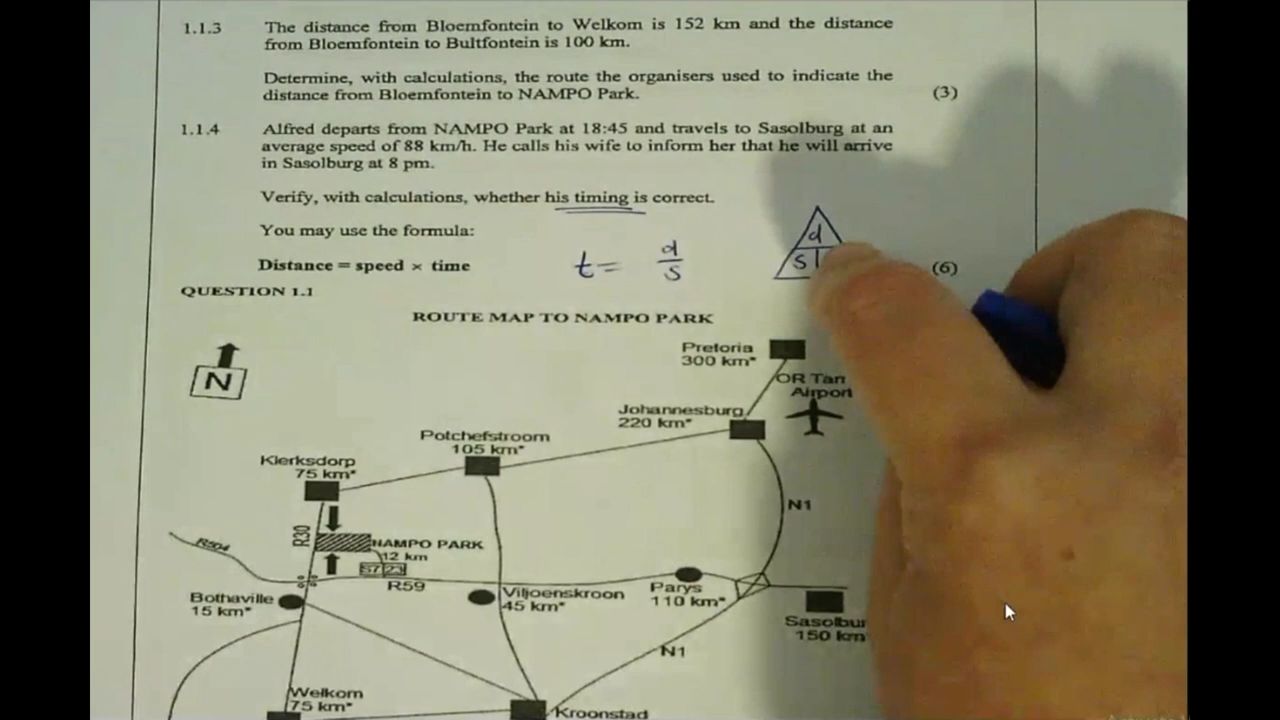 1.1.3 The distance from Bloemfontein to Welkom is 152 km and the distance
from Bloemfontein to Bultfontein is 100 km.
Determine, with calculations, the route the organisers used to indicate the
distance from Bloemfontein to NAMPO Park. (3)
1.1.4 Alfred departs from NAMPO Park at 18:45 and travels to Sasolburg at an
average speed of 88 km/h. He calls his wife to inform her that he will arrive
in Sasolburg at 8 pm.
Verify, with calculations, whether his timing is correct.
You may use the formula:
Distance = speed × time (6)
t = d
s
d
s
QUESTION 1.1
ROUTE MAP TO NAMPO PARK
N
Pretoria
300 km*
OR Tam
Airport
Johannesburg
220 km*
Potchefstroom
105 km*
Klerksdorp
75 km*
N1
R30
R504
NAMPO PARK
12 km
S7 23
R59
Bothaville
15 km*
Viljoenskroon
45 km*
Parys
110 km*
Sasolbur
150 km
N1
Welkom
75 km*
Kroonstad